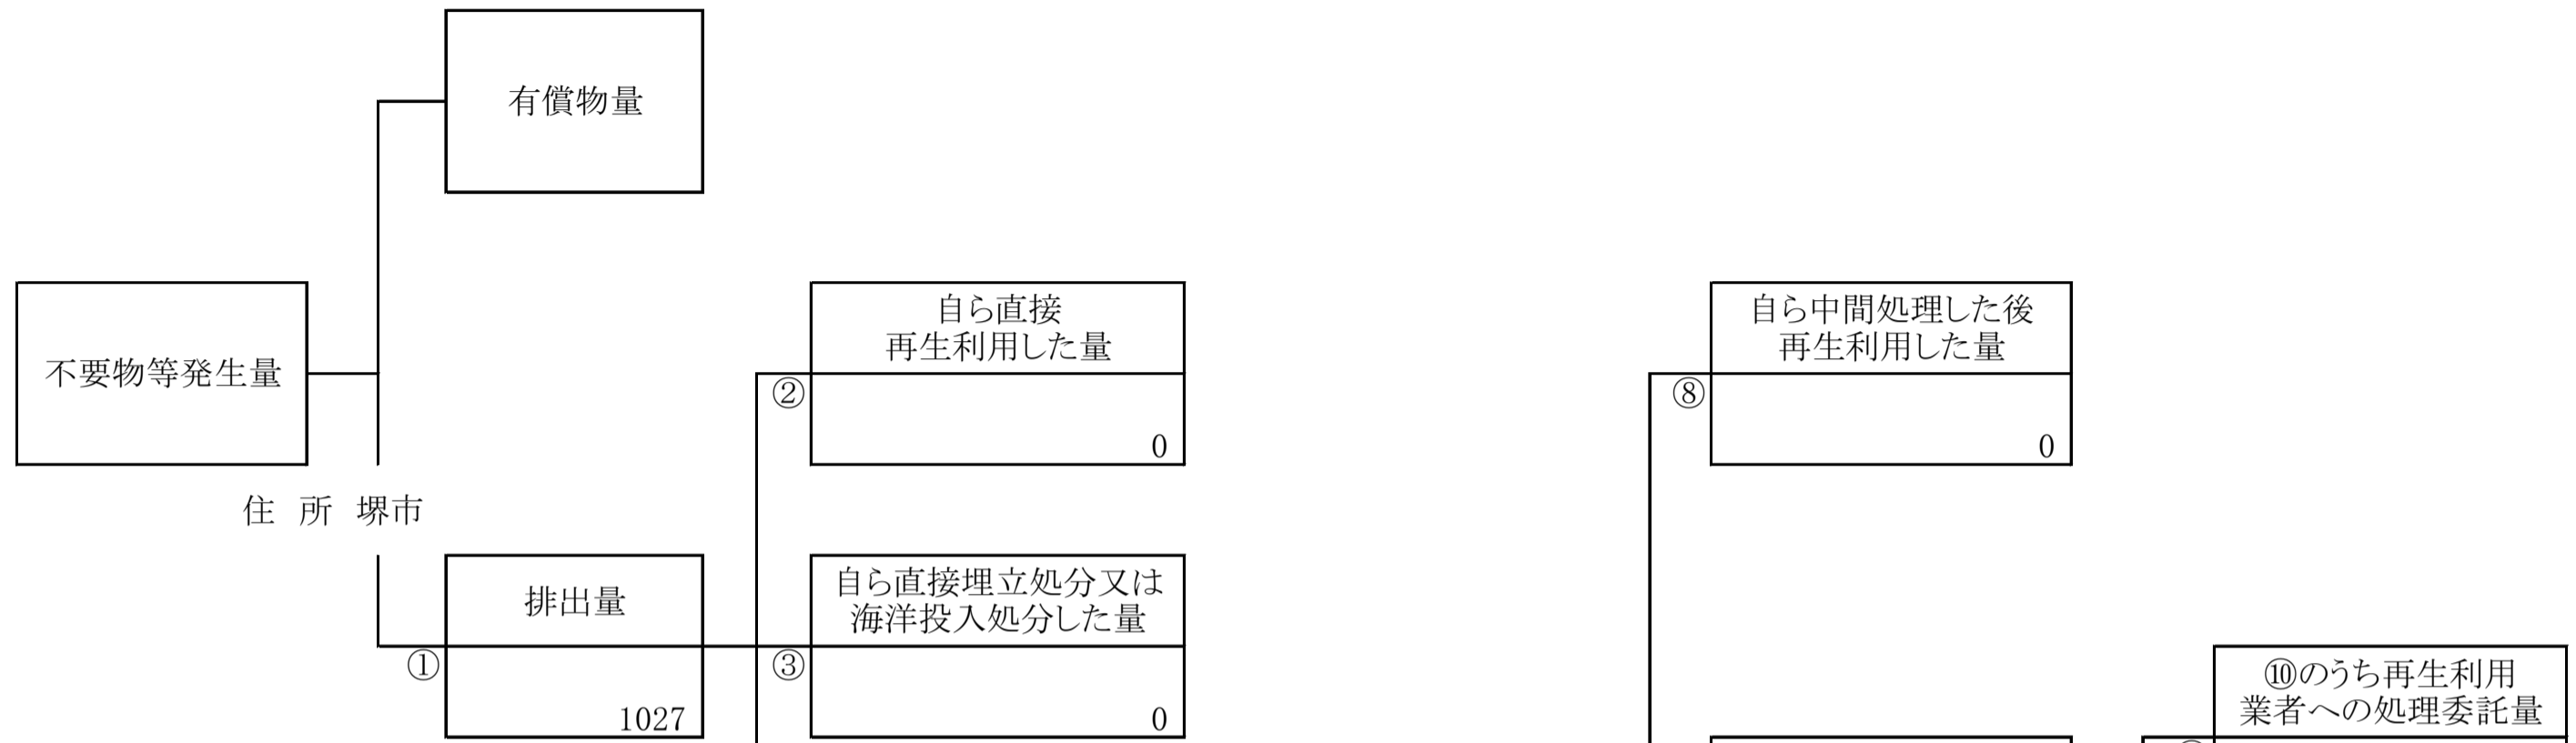 有償物量
自ら直接
再生利用した量
自ら中間処理した後
再生利用した量
不要物等発生量
②
0
⑧
0
住 所 堺市
排出量
自ら直接埋立処分又は
海洋投入処分した量
①
1027
③
0
⑩のうち再生利用
業者への処理委託量